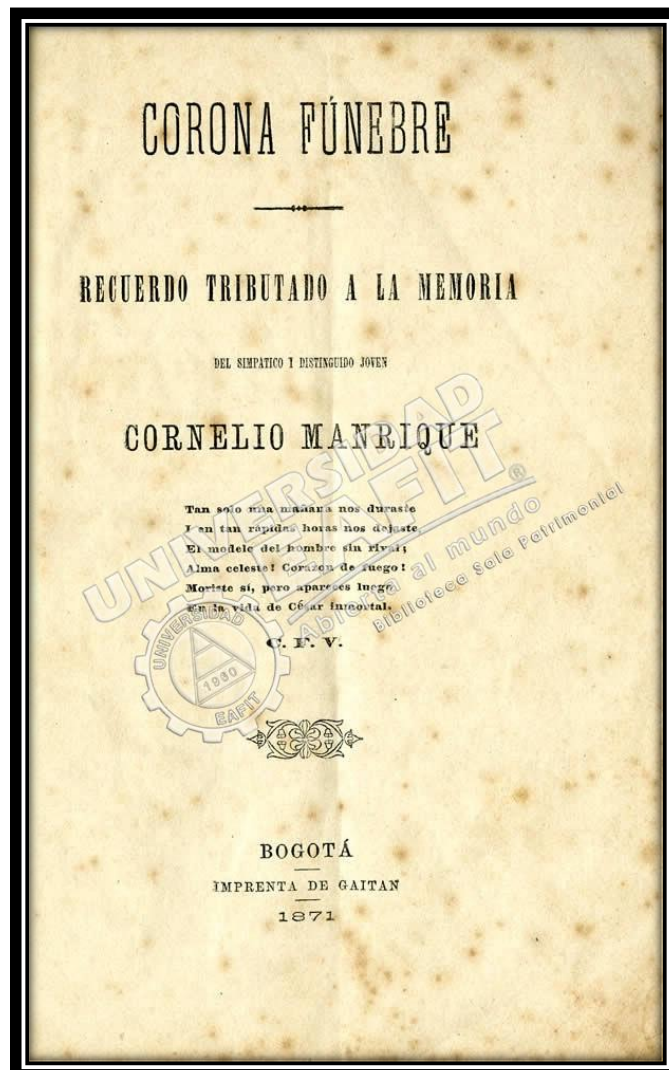 CORONA FÚNEBRE
RECUERDO TRIBUTADO A LA MEMORIA
DEL SIMPATICO I DISTINGUIDO JOVEN
CORNELIO MANRIQUE
Tan solo una mañana nos duraste
I en tan rápidas horas nos dejaste
El modelo del hombre sin rival;
Alma celeste! Corazon de fuego!
Moriste sí, pero apareces luego
En la vida de César inmortal.
C. F. V.
BOGOTÁ
IMPRENTA DE GAITAN
1871
UNIVERSIDAD
EAFIT®
Abierta al mundo
Biblioteca Sala Patrimonial
UNIVERSIDAD
1960
EAFIT